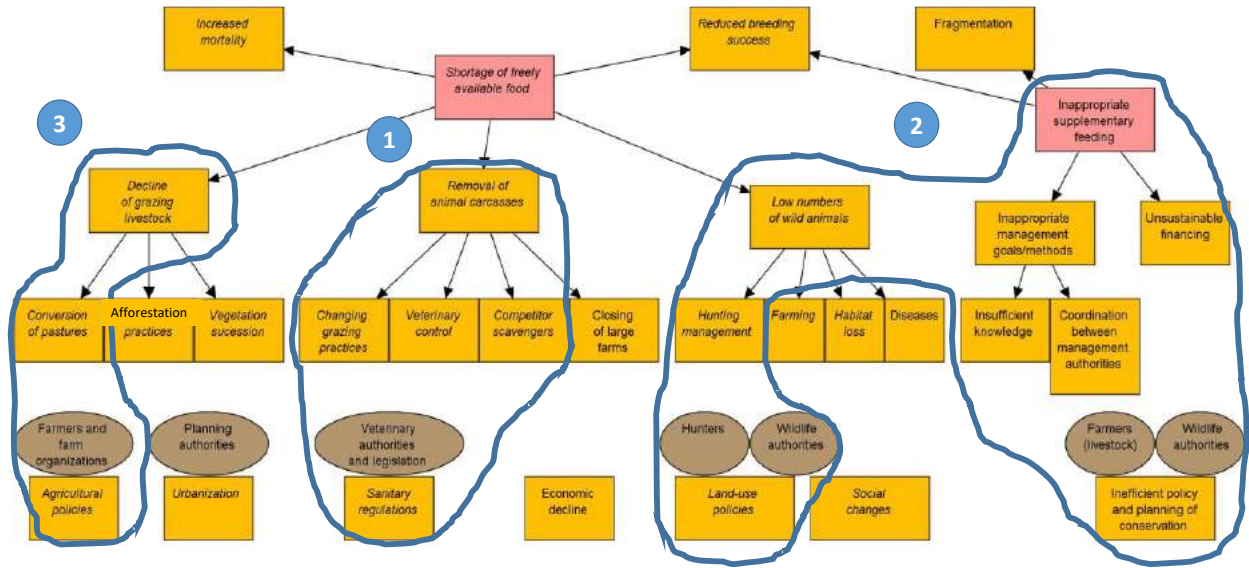 Increased
mortality
Reduced breeding
success
Fragmentation
Shortage of freely
available food
Inappropriate
supplementary
feeding
3
1
2
Decline
of grazing
livestock
Removal of
animal carcasses
Low numbers
of wild animals
Inappropriate
management
goals/methods
Unsustainable
financing
Conversion
of pastures
Afforestation
practices
Vegetation
sucession
Changing
grazing
practices
Veterinary
control
Competitor
scavengers
Closing
of large
farms
Hunting
management
Farming
Habitat
loss
Diseases
Insufficient
knowledge
Coordination
between
management
authorities
Farmers and
farm
organizations
Planning
authorities
Veterinary
authorities
and legislation
Hunters
Wildlife
authorities
Farmers
(livestock)
Wildlife
authorities
Agricultural
policies
Urbanization
Sanitary
regulations
Economic
decline
Land-use
policies
Social
changes
Inefficient policy
and planning of
conservation